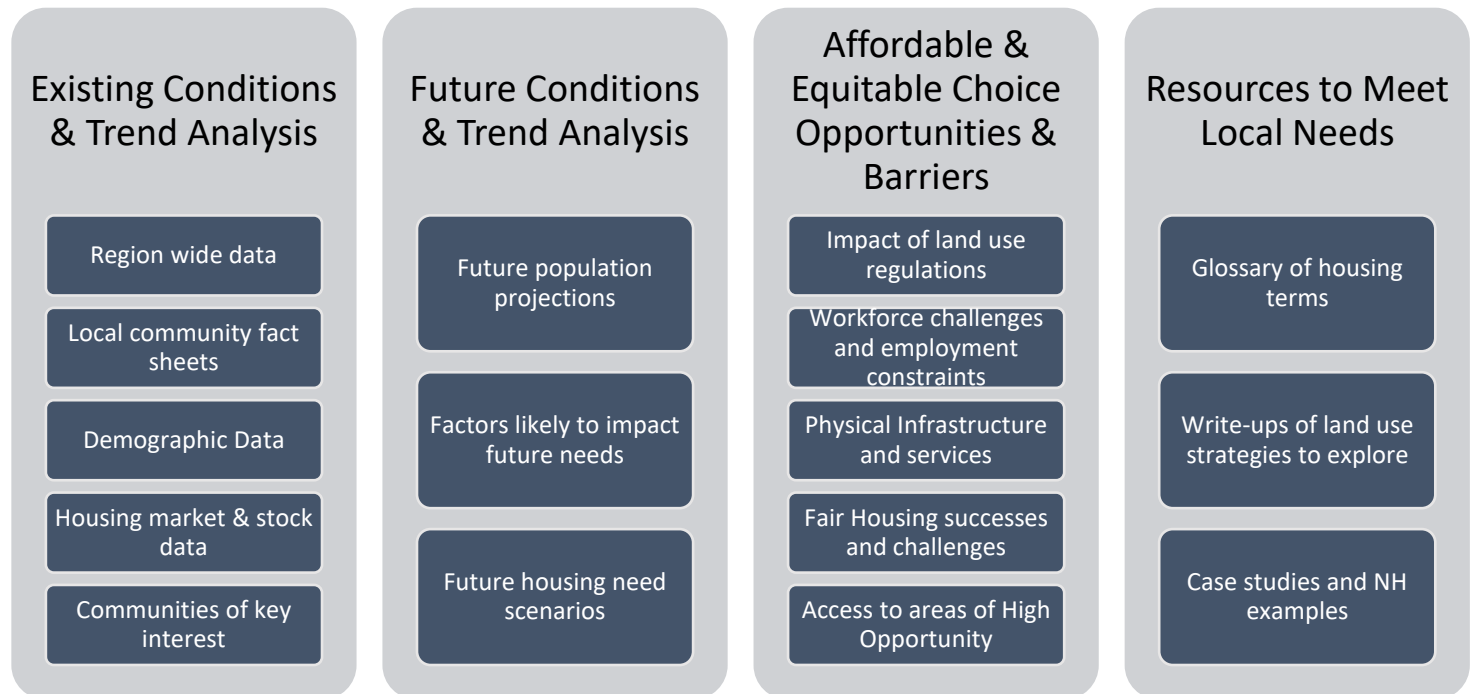 Existing Conditions
& Trend Analysis
Region wide data
Local community fact
sheets
Demographic Data
Housing market & stock
data
Communities of key
interest
Future Conditions
& Trend Analysis
Future population
projections
Factors likely to impact
future needs
Future housing need
scenarios
Affordable &
Equitable Choice
Opportunities &
Barriers
Impact of land use
regulations
Workforce challenges
and employment
constraints
Physical Infrastructure
and services
Fair Housing successes
and challenges
Access to areas of High
Opportunity
Resources to Meet
Local Needs
Glossary of housing
terms
Write-ups of land use
strategies to explore
Case studies and NH
examples